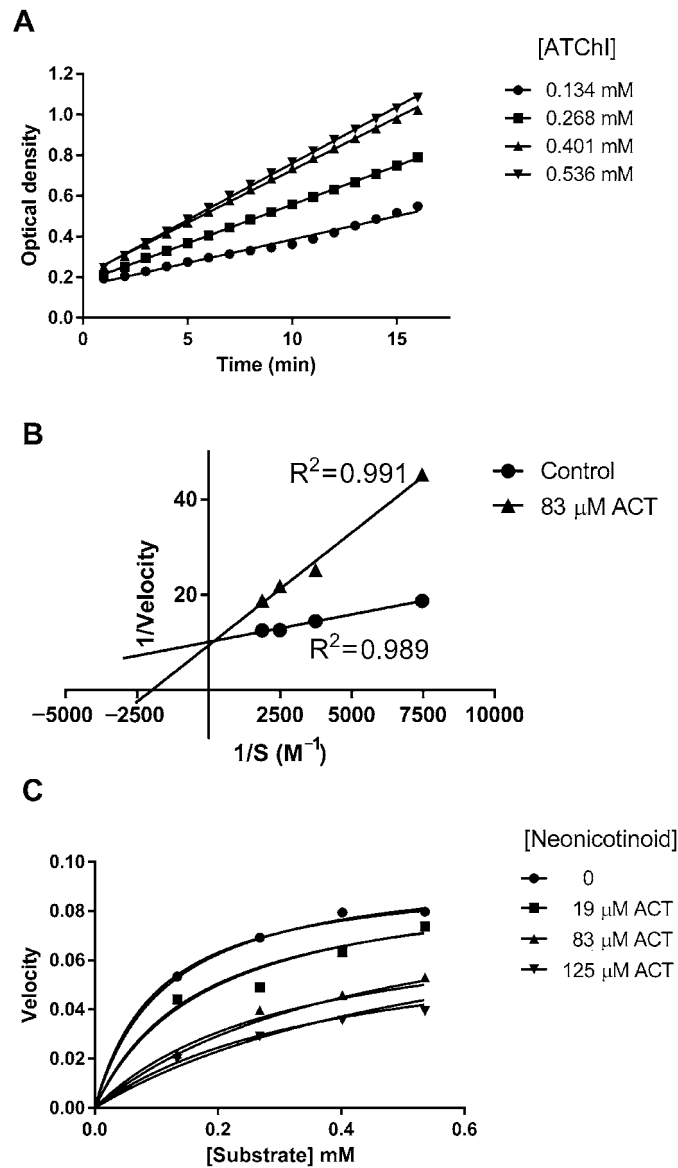 A
[ATChI]
1.2
1.0
0.8
0.6
0.4
0.2
0.0
Optical density
0 5 10 15
Time (min)
0.134 mM
0.268 mM
0.401 mM
0.536 mM
B
R²=0.991
Control
83 μM ACT
40
20
1/Velocity
R²=0.989
−5000 −2500 2500 5000 7500 10000
1/S (M⁻¹)
C
[Neonicotinoid]
0
19 μM ACT
83 μM ACT
125 μM ACT
0.10
0.08
0.06
0.04
0.02
0.00
Velocity
0.0 0.2 0.4 0.6
[Substrate] mM